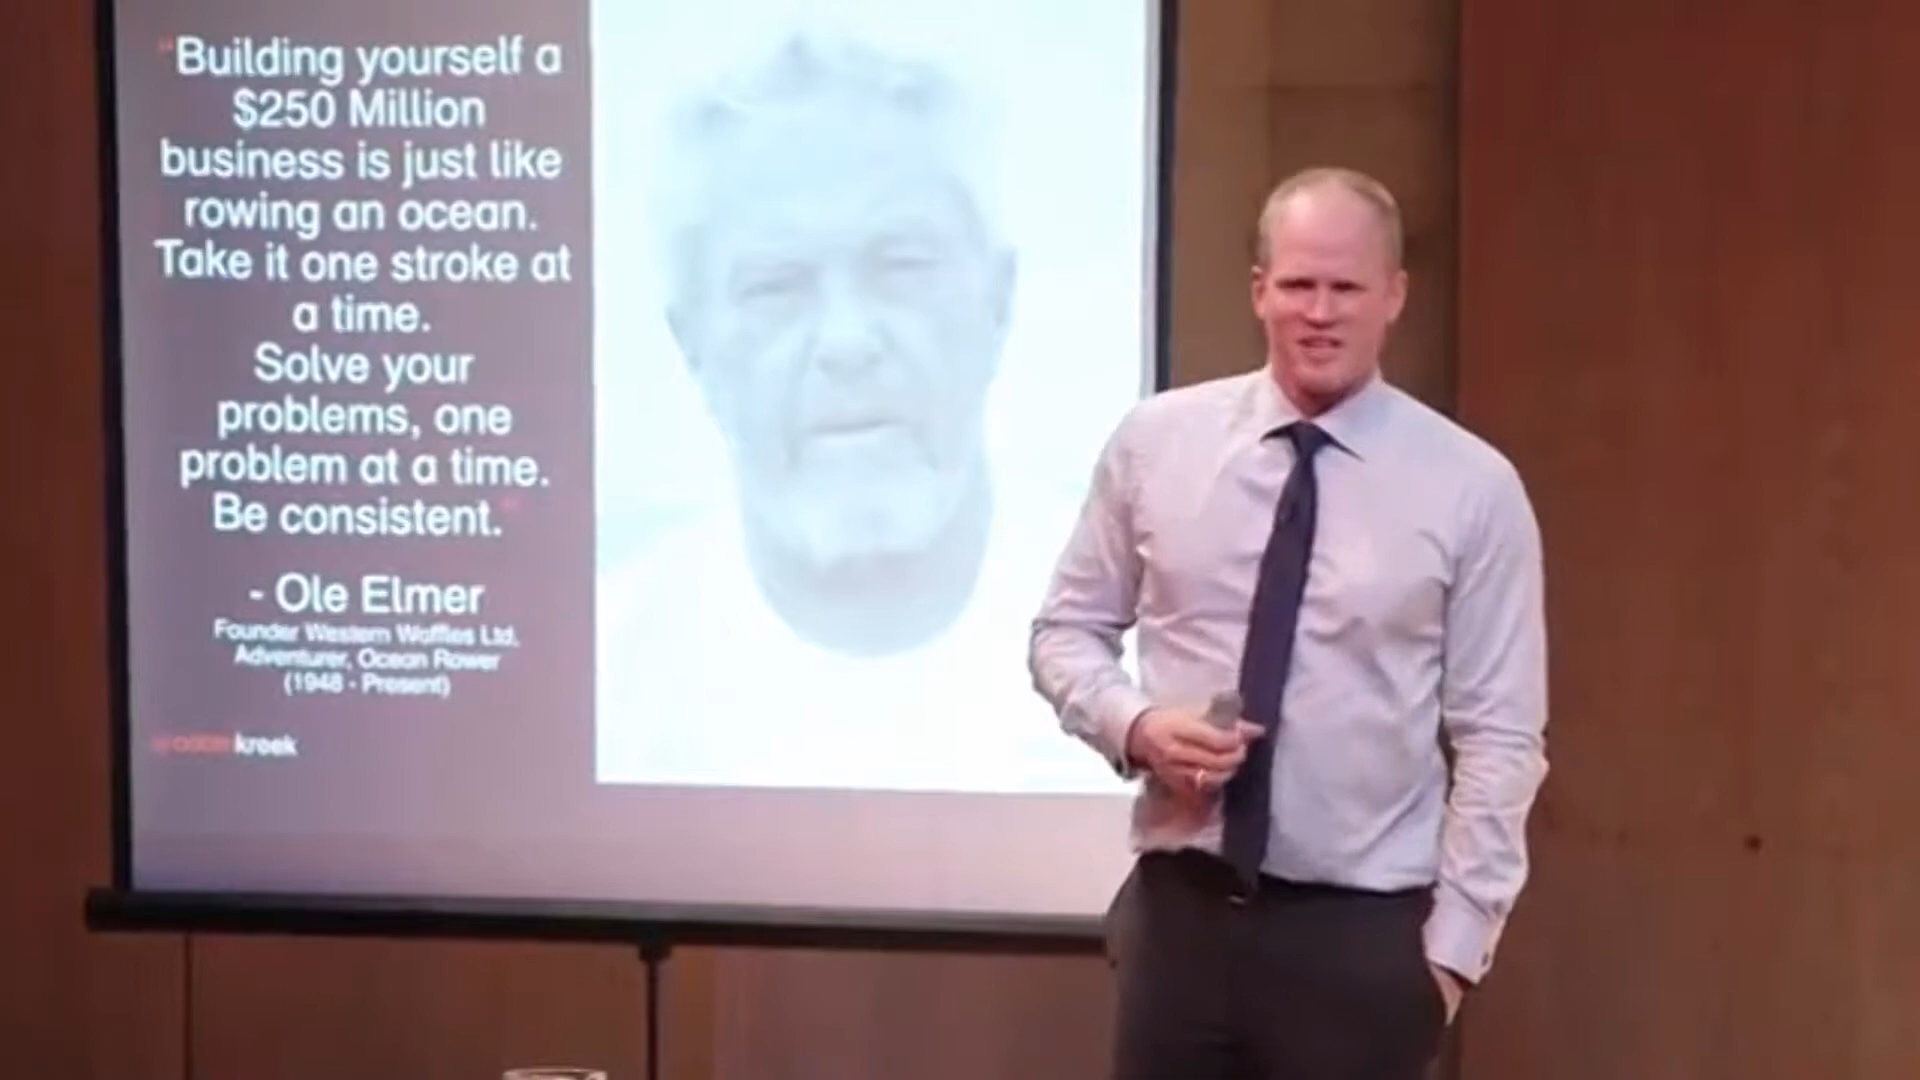 "Building yourself a
$250 Million
business is just like
rowing an ocean.
Take it one stroke at
a time.
Solve your
problems, one
problem at a time.
Be consistent."
- Ole Elmer
Founder Western Waffles Ltd.
Adventurer, Ocean Rower
(1948 - Present)
kreek